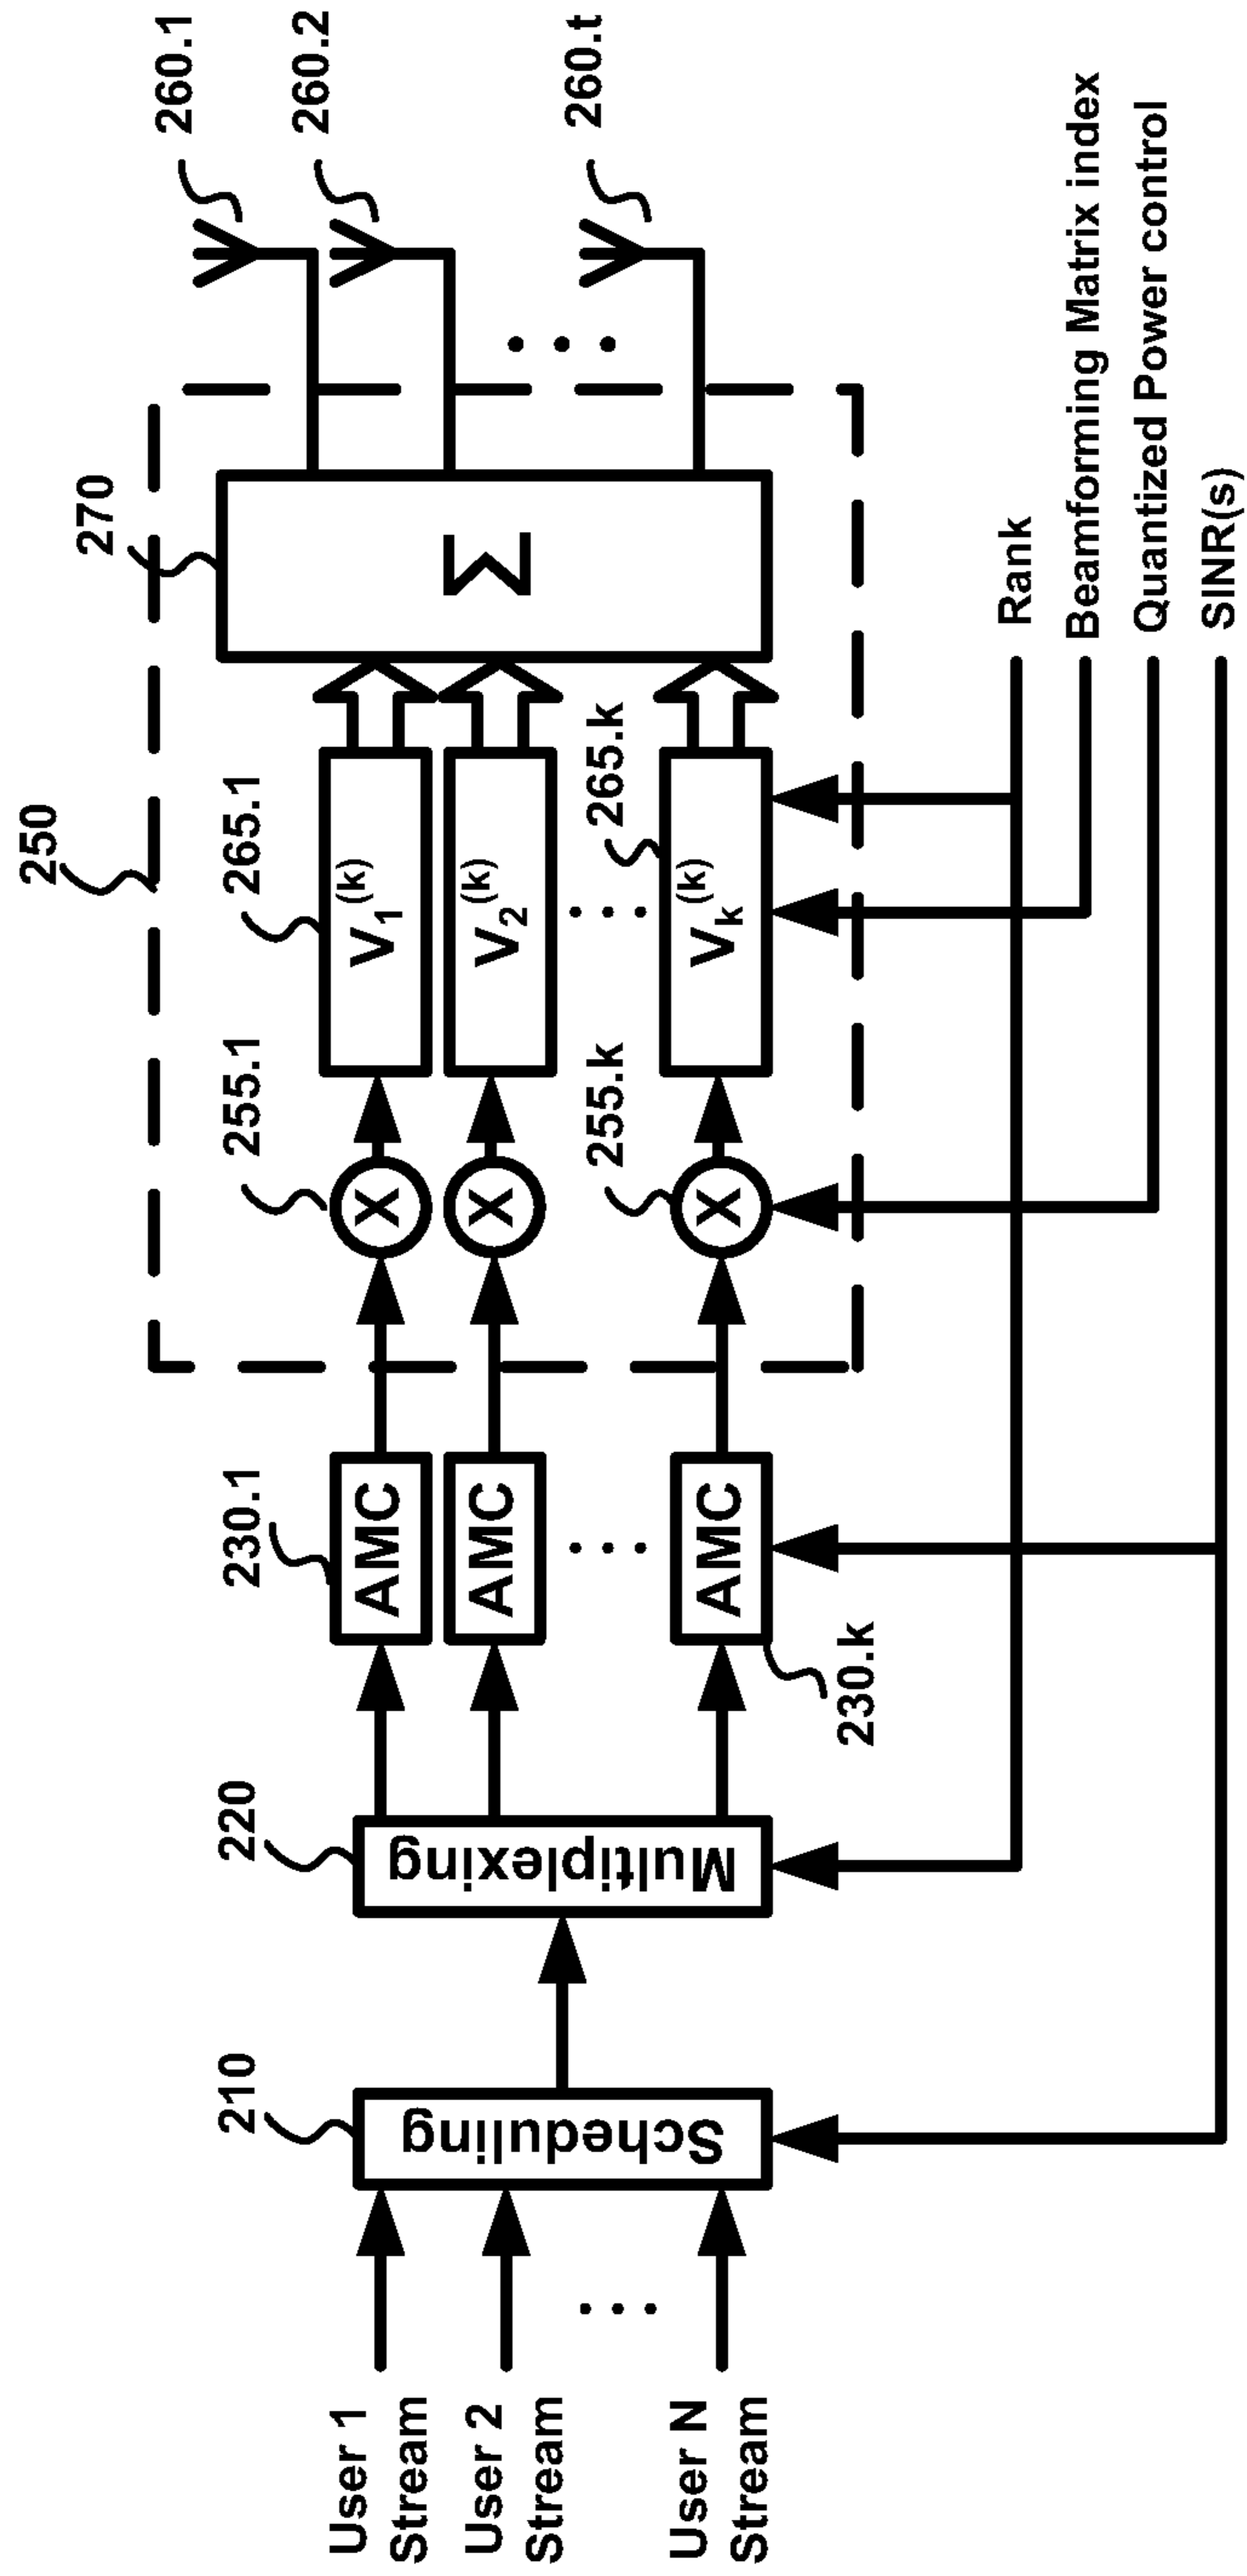 250
270
260.1
260.2
260.t
210
220
230.1
255.1
265.1
User 1
Stream
User 2
Stream
User N
Stream
Scheduling
Multiplexing
AMC
AMC
AMC
230.k
X
X
X
255.k
V1(k)
V2(k)
Vk(k)
265.k
Σ
Rank
Beamforming Matrix index
Quantized Power control
SINR(s)